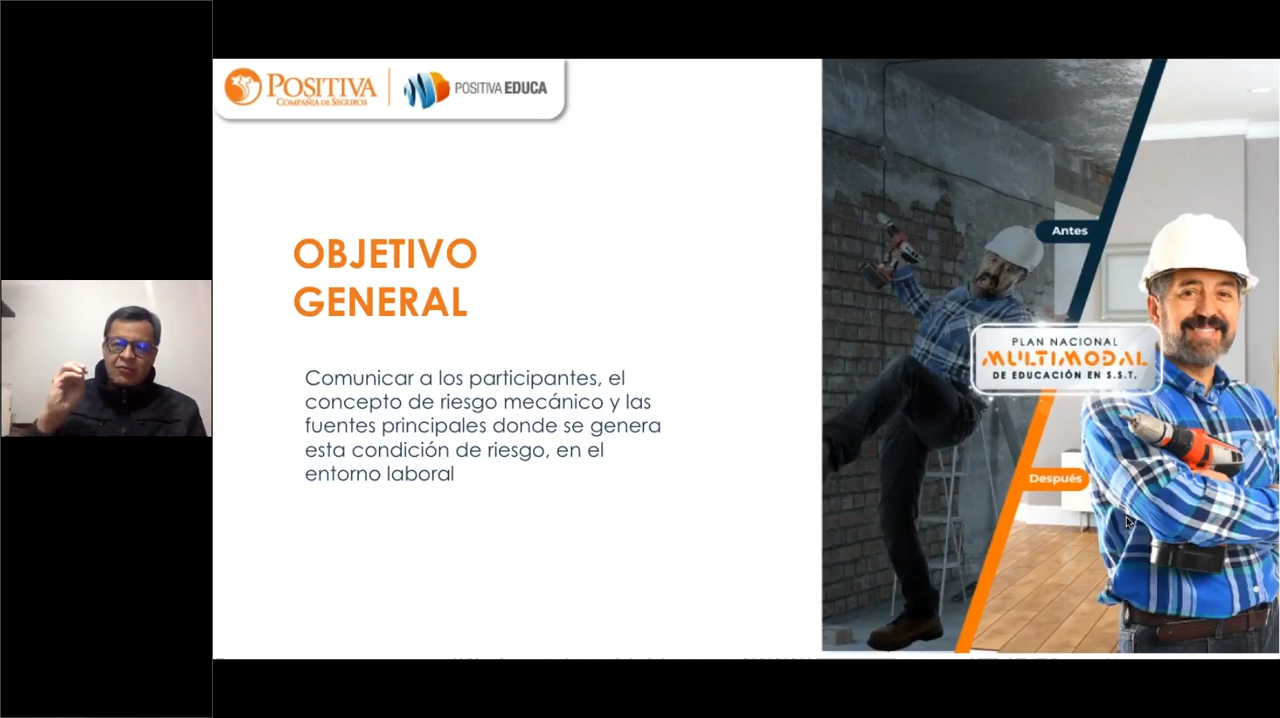 POSITIVA
COMPAÑÍA DE SEGUROS
POSITIVA EDUCA
OBJETIVO
GENERAL
Comunicar a los participantes, el
concepto de riesgo mecánico y las
fuentes principales donde se genera
esta condición de riesgo, en el
entorno laboral
Antes
PLAN NACIONAL
MULTIMODAL
DE EDUCACIÓN EN S.S.T.
Después